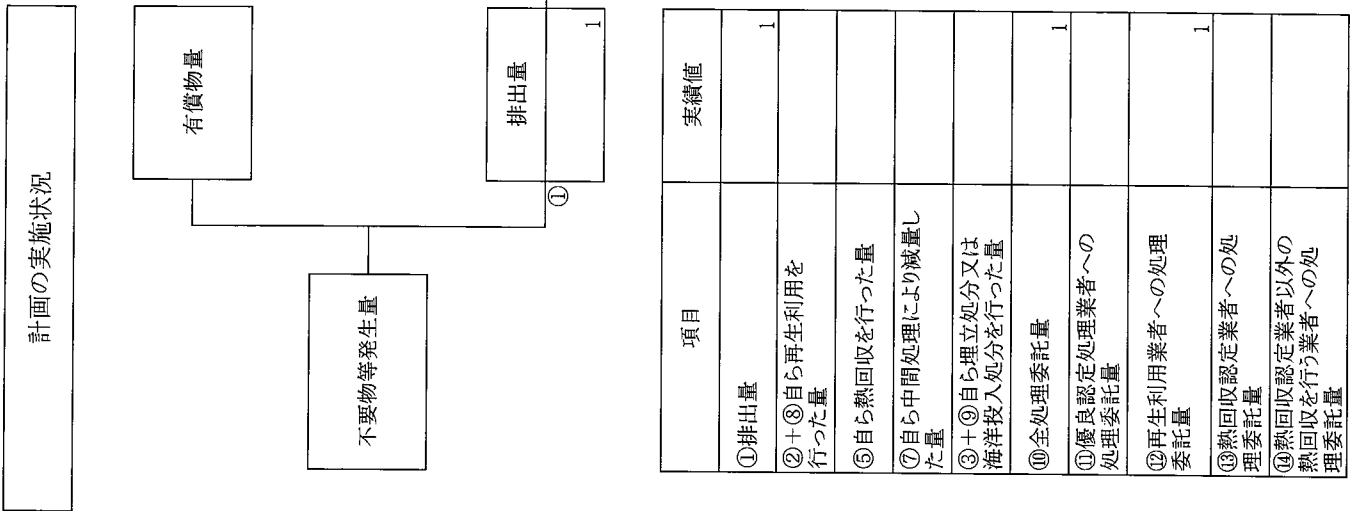 計画の実施状況
有償物量
不要物等発生量
①
排出量
1
項目
実績値
①排出量
1
②+⑧自ら再生利用を
行った量
⑤自ら熱回収を行った量
⑦自ら中間処理により減量し
た量
③+⑨自ら埋立処分又は
海洋投入処分を行った量
⑩全処理委託量
1
⑪優良認定処理業者への
処理委託量
⑫再生利用業者への処理
委託量
1
⑬熱回収認定業者への処
理委託量
⑭熱回収認定業者以外の
熱回収を行う業者への処
理委託量